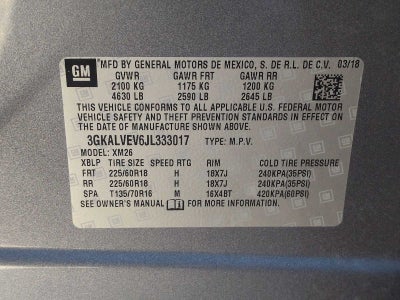 GM
MFD BY GENERAL MOTORS DE MEXICO, S. DE R.L. DE C.V. 03/18
GVWR GAWR FRT GAWR RR
2100 KG 1175 KG 1200 KG
4630 LB 2590 LB 2645 LB
THIS VEHICLE CONFORMS TO ALL APPLICABLE U.S. FEDERAL MOTOR
VEHICLE SAFETY AND THEFT PREVENTION STANDARDS IN EFFECT ON
THE DATE OF MANUFACTURE SHOWN ABOVE.
3GKALVEV6JL333017 TYPE: M.P.V.
MODEL: XM26
XBLP TIRE SIZE SPEED RTG RIM COLD TIRE PRESSURE
FRT 225/60R18 H 18X7J 240KPA(35PSI)
RR 225/60R18 H 18X7J 240KPA(35PSI)
SPA T135/70R16 M 16X4BT 420KPA(60PSI)
SEE OWNER'S MANUAL FOR MORE INFORMATION.